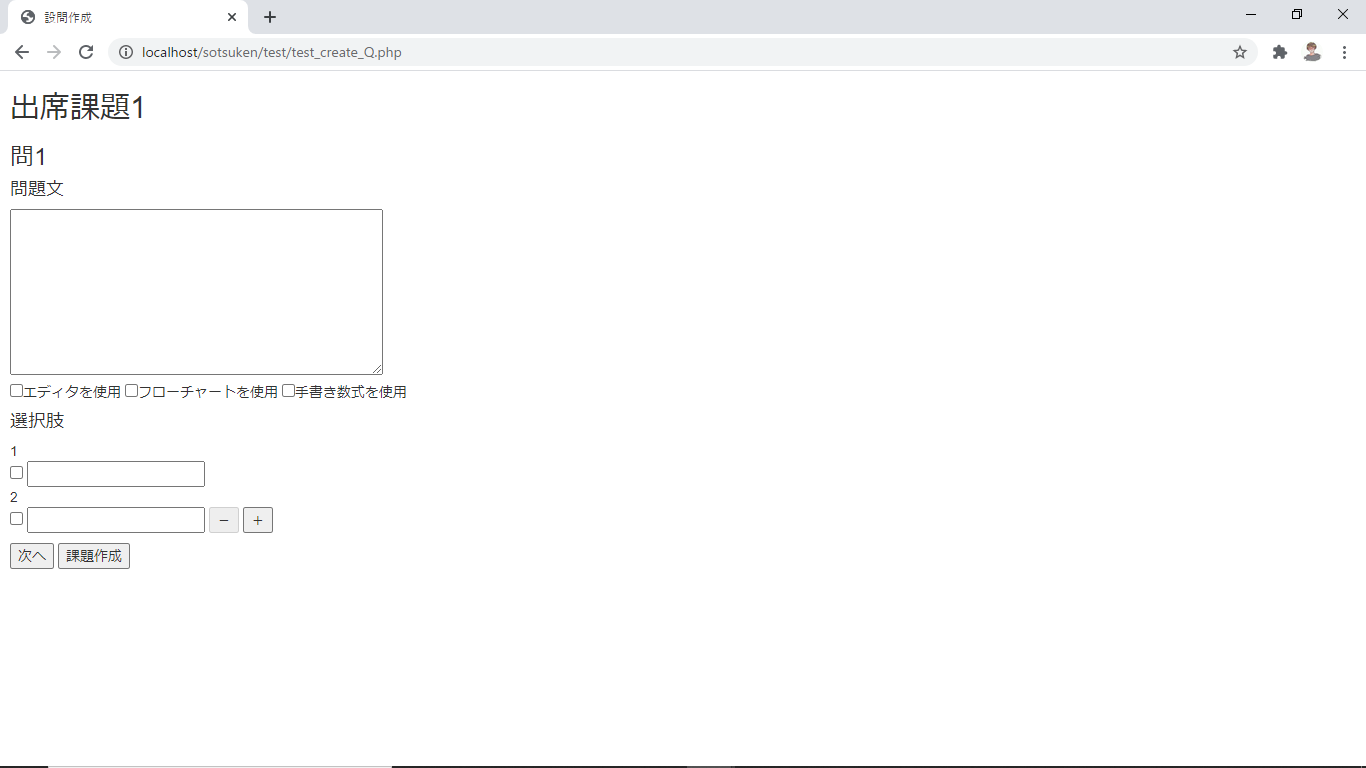 設問作成
localhost/sotsuken/test/test_create_Q.php
出席課題1
問1
問題文
エディタを使用 フローチャートを使用 手書き数式を使用
選択肢
1
2
− +
次へ 課題作成